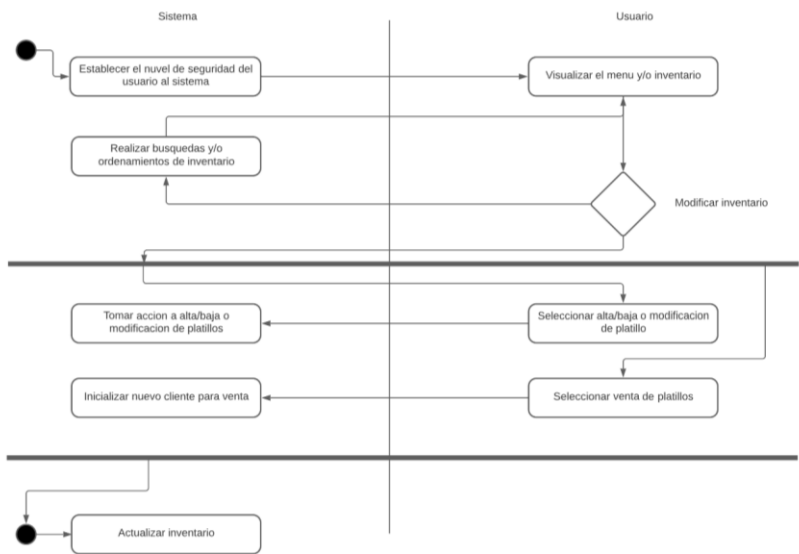 Sistema
Usuario
Establecer el nuvel de seguridad del
usuario al sistema
Visualizar el menu y/o inventario
Realizar busquedas y/o
ordenamientos de inventario
Modificar inventario
Tomar accion a alta/baja o
modificacion de platillos
Seleccionar alta/baja o modificacion
de platillo
Inicializar nuevo cliente para venta
Seleccionar venta de platillos
Actualizar inventario